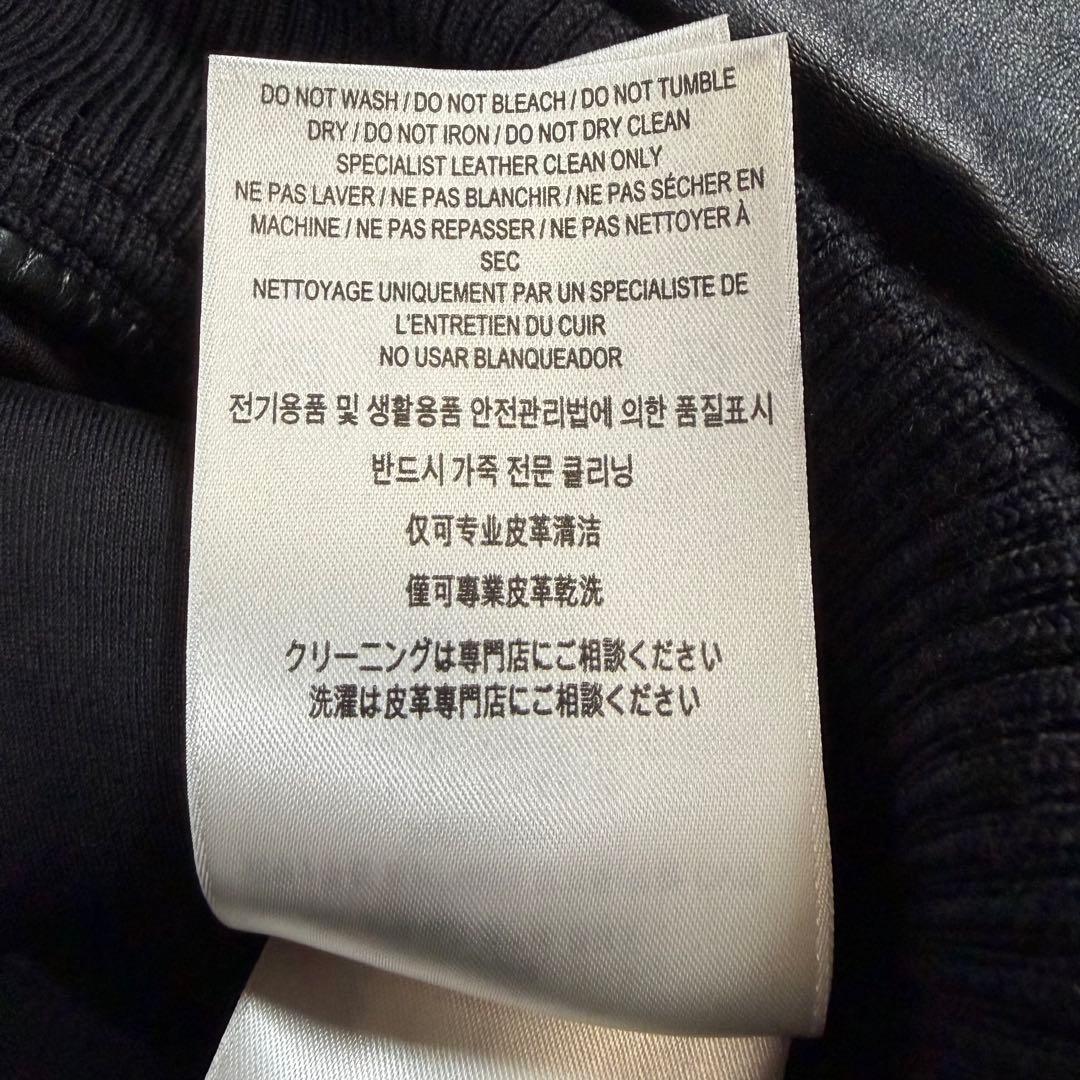 DO NOT WASH / DO NOT BLEACH / DO NOT TUMBLE
DRY / DO NOT IRON / DO NOT DRY CLEAN
SPECIALIST LEATHER CLEAN ONLY
NE PAS LAVER / NE PAS BLANCHIR / NE PAS SÉCHER EN
MACHINE / NE PAS REPASSER / NE PAS NETTOYER À
SEC
NETTOYAGE UNIQUEMENT PAR UN SPECIALISTE DE
L'ENTRETIEN DU CUIR
NO USAR BLANQUEADOR
전기용품 및 생활용품 안전관리법에 의한 품질표시
반드시 가죽 전문 클리닝
仅可专业皮革清洁
僅可專業皮革乾洗
クリーニングは専門店にご相談ください
洗濯は皮革専門店にご相談ください